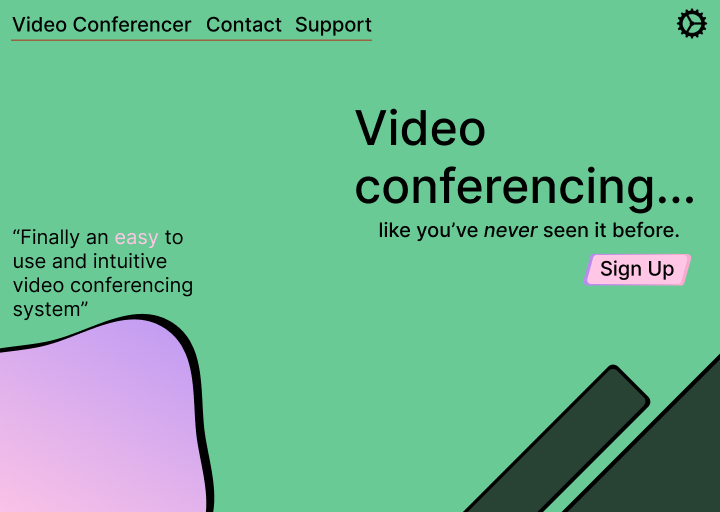 Video Conferencer Contact Support
Video
conferencing...
like you’ve never seen it before.
Sign Up
“Finally an easy to
use and intuitive
video conferencing
system”